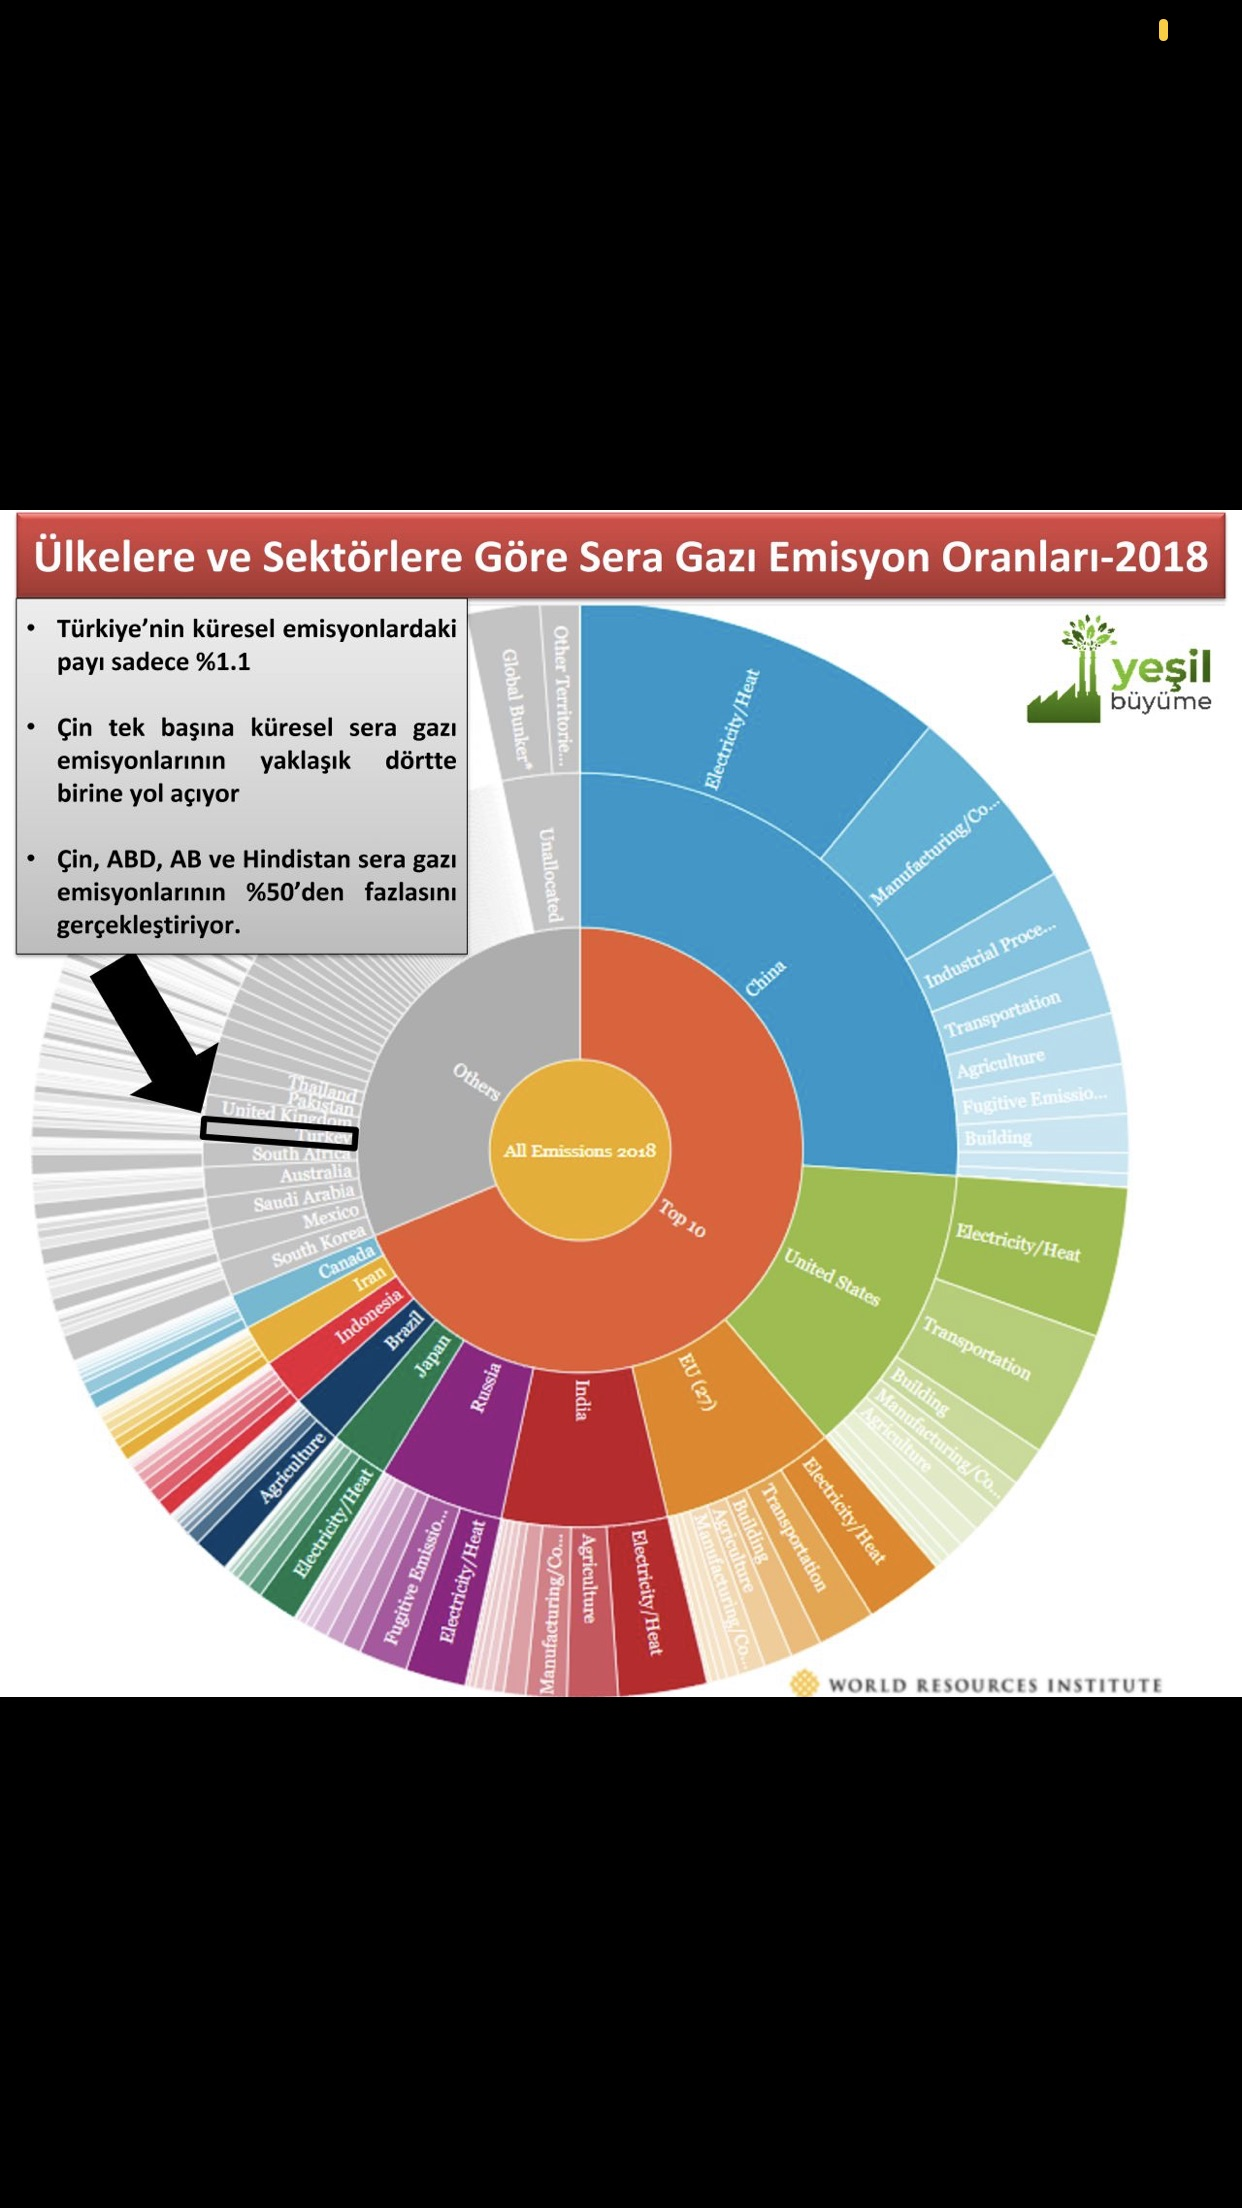 Ülkelere ve Sektörlere Göre Sera Gazı Emisyon Oranları-2018
• Türkiye’nin küresel emisyonlardaki
payı sadece %1.1
• Çin tek başına küresel sera gazı
emisyonlarının yaklaşık dörtte
birine yol açıyor
• Çin, ABD, AB ve Hindistan sera gazı
emisyonlarının %50’den fazlasını
gerçekleştiriyor.
yeşil
büyüme
All Emissions 2018
Top 10
Others
Unallocated
Global Bunker*
Other Territorie...
China
Electricity/Heat
Manufacturing/Co...
Industrial Proce...
Transportation
Agriculture
Fugitive Emissio...
Building
United States
Electricity/Heat
Transportation
Building
Manufacturing/Co...
Agriculture
EU (27)
Electricity/Heat
Transportation
Building
Agriculture
Manufacturing/Co...
India
Electricity/Heat
Agriculture
Manufacturing/Co...
Russia
Electricity/Heat
Fugitive Emissio...
Japan
Electricity/Heat
Brazil
Agriculture
Indonesia
Iran
Canada
South Korea
Mexico
Saudi Arabia
Australia
South Africa
Turkey
United Kingdom
Pakistan
Thailand
WORLD RESOURCES INSTITUTE